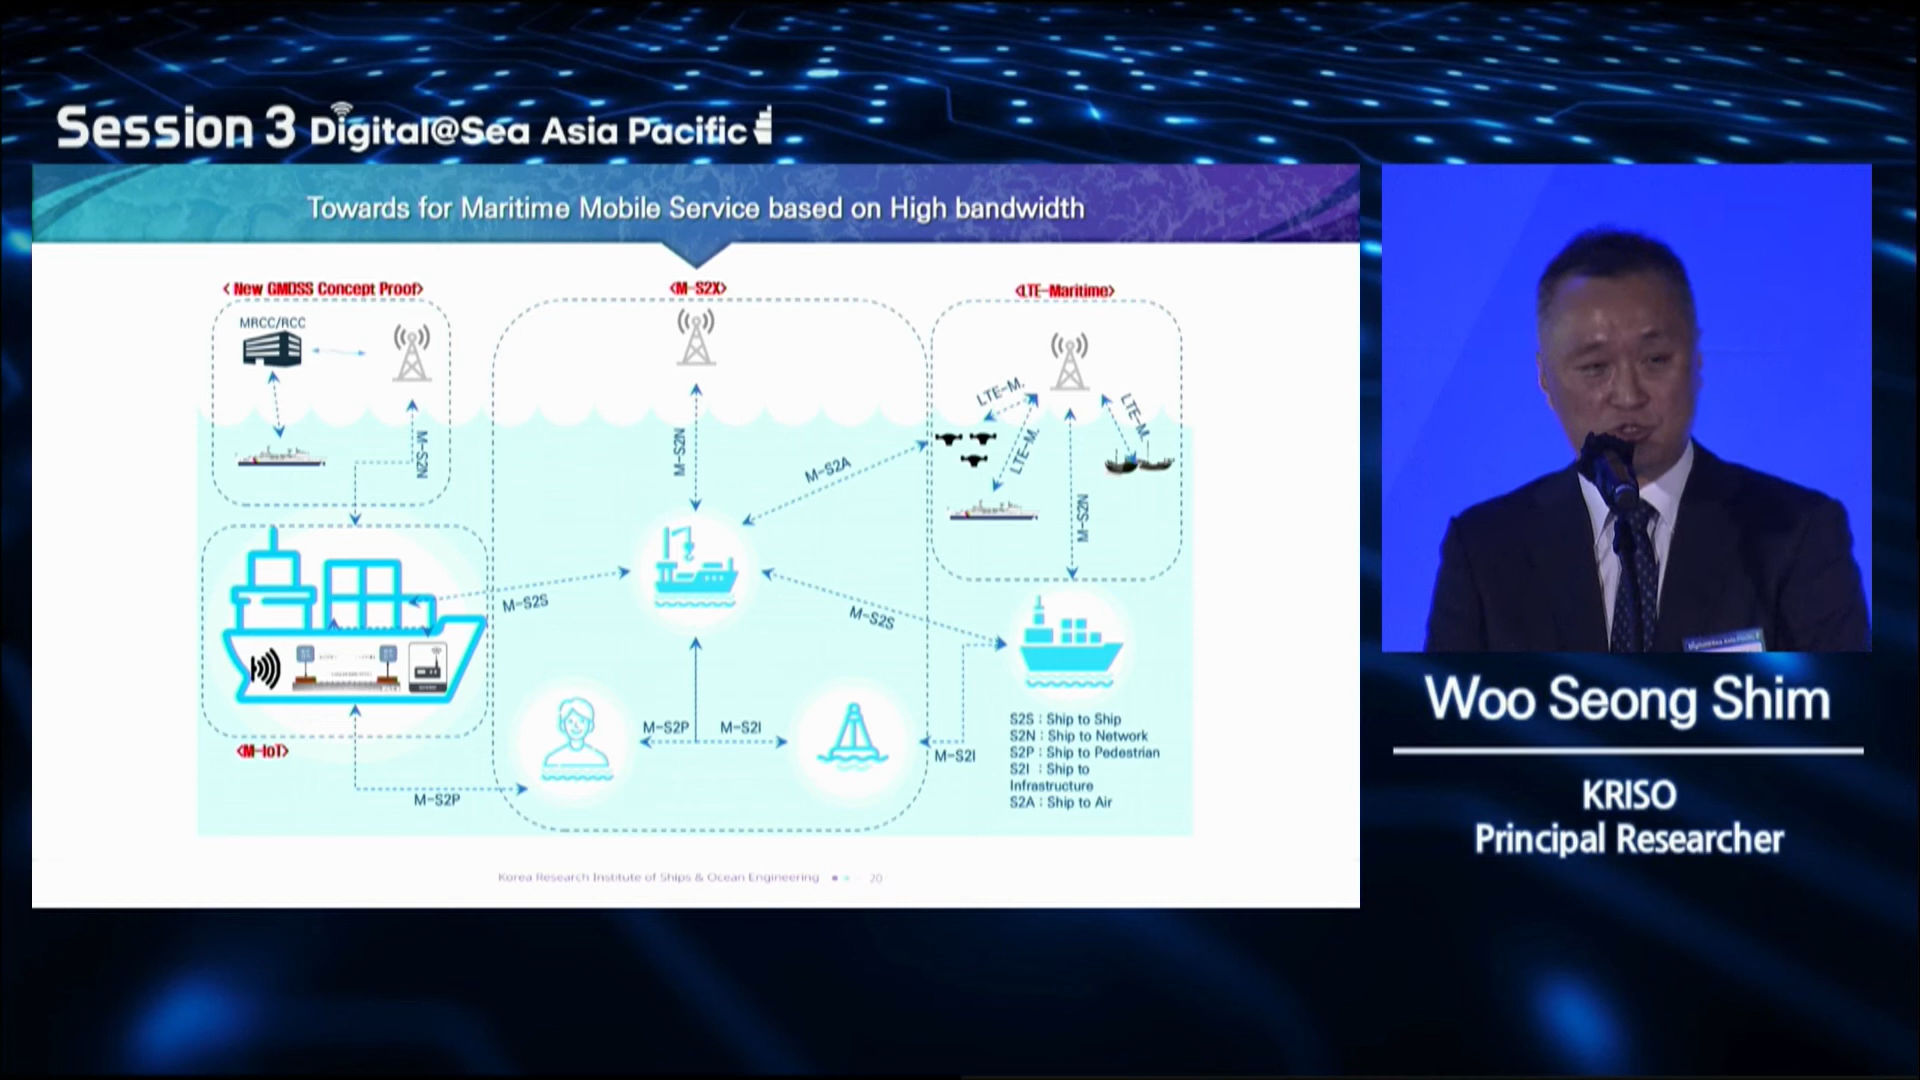 Session 3 Digital@Sea Asia Pacific
Towards for Maritime Mobile Service based on High bandwidth
< New GMDSS Concept Proof>
<M-S2X>
<LTE-Maritime>
MRCC/RCC
LTE-M.
LTE-M.
LTE-M.
M-S2N
M-S2N
M-S2A
M-S2N
M-S2S
M-S2S
M-S2P
M-S2I
M-S2I
<M-IoT>
M-S2P
S2S : Ship to Ship
S2N : Ship to Network
S2P : Ship to Pedestrian
S2I : Ship to
Infrastructure
S2A : Ship to Air
Korea Research Institute of Ships & Ocean Engineering
20
Woo Seong Shim
KRISO
Principal Researcher